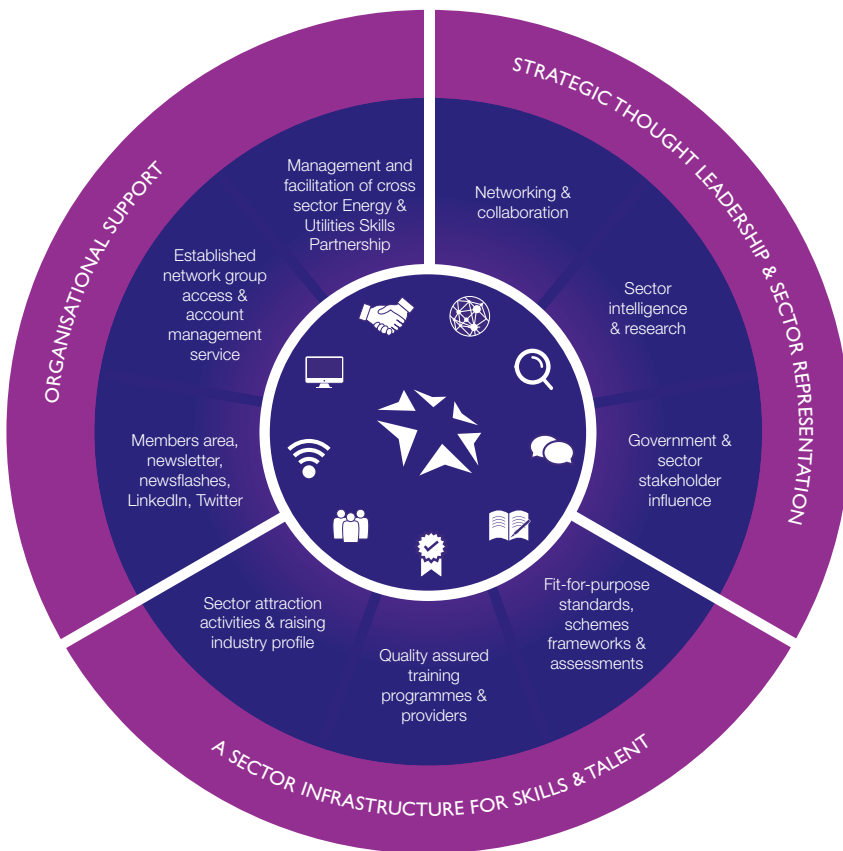 STRATEGIC THOUGHT LEADERSHIP & SECTOR REPRESENTATION
Networking &
collaboration
Sector
intelligence
& research
Government &
sector
stakeholder
influence
A SECTOR INFRASTRUCTURE FOR SKILLS & TALENT
Fit-for-purpose
standards,
schemes
frameworks &
assessments
Quality assured
training
programmes &
providers
Sector attraction
activities & raising
industry profile
ORGANISATIONAL SUPPORT
Members area,
newsletter,
newsflashes,
LinkedIn, Twitter
Established
network group
access &
account
management
service
Management and
facilitation of cross
sector Energy &
Utilities Skills
Partnership